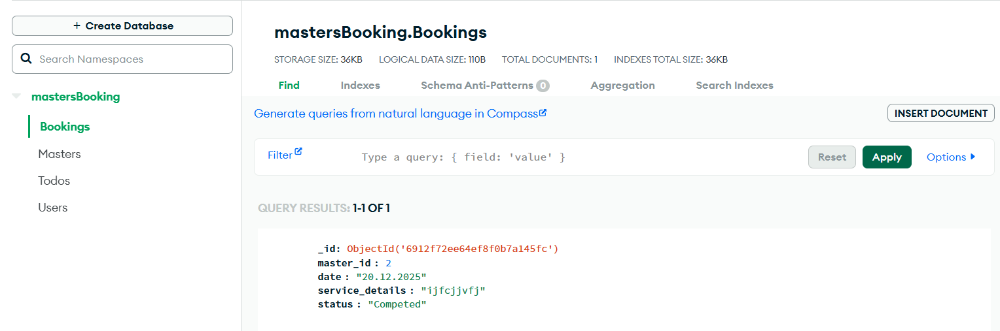 + Create Database
Search Namespaces
mastersBooking
Bookings
Masters
Todos
Users
mastersBooking.Bookings
STORAGE SIZE: 36KB LOGICAL DATA SIZE: 110B TOTAL DOCUMENTS: 1 INDEXES TOTAL SIZE: 36KB
Find Indexes Schema Anti-Patterns 0 Aggregation Search Indexes
Generate queries from natural language in Compass
INSERT DOCUMENT
Filter Type a query: { field: 'value' } Reset Apply Options
QUERY RESULTS: 1-1 OF 1
_id: ObjectId('6912f72ee64ef8f0b7a145fc')
master_id : 2
date : "20.12.2025"
service_details : "ijfcjjvfj"
status : "Competed"